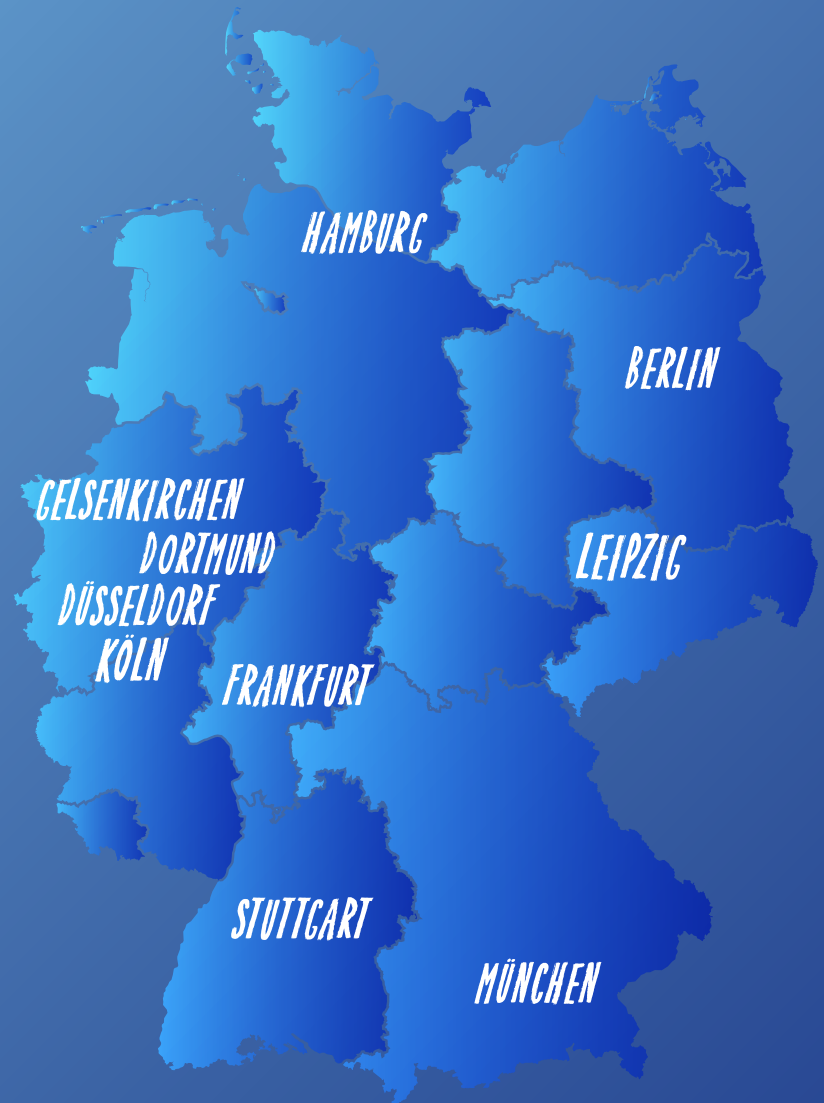 HAMBURG
BERLIN
GELSENKIRCHEN
DORTMUND
LEIPZIG
DÜSSELDORF
KÖLN
FRANKFURT
STUTTGART
MÜNCHEN